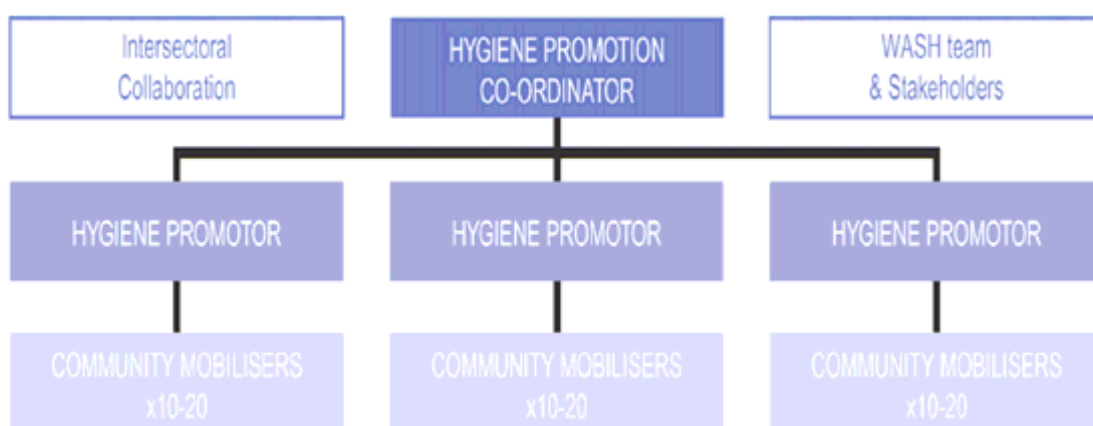 Intersectoral
Collaboration
HYGIENE PROMOTION
CO-ORDINATOR
WASH team
& Stakeholders
HYGIENE PROMOTOR
HYGIENE PROMOTOR
HYGIENE PROMOTOR
COMMUNITY MOBILISERS
x10-20
COMMUNITY MOBILISERS
x10-20
COMMUNITY MOBILISERS
x10-20